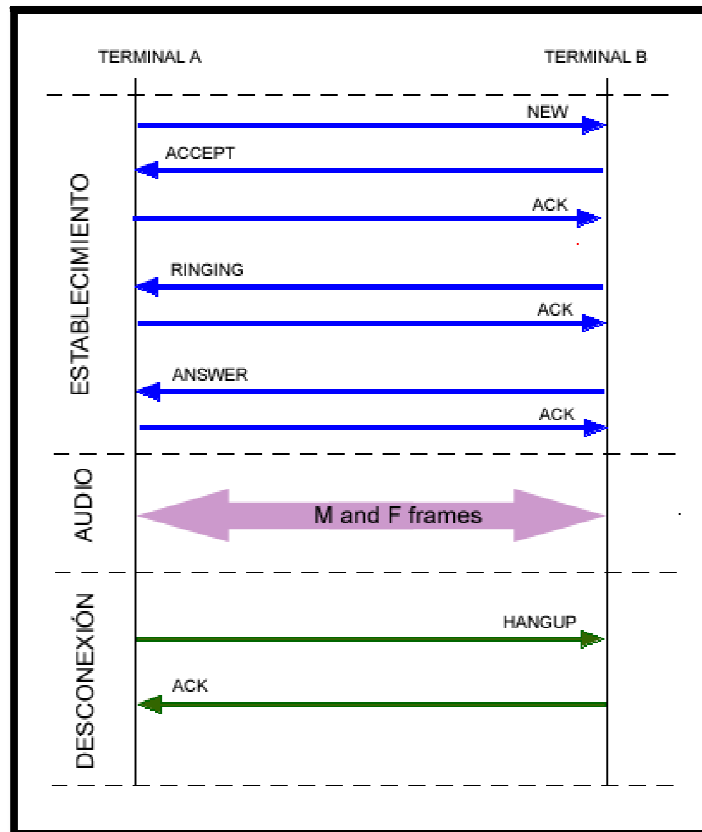 TERMINAL A
TERMINAL B
ESTABLECIMIENTO
NEW
ACCEPT
ACK
RINGING
ACK
ANSWER
ACK
AUDIO
M and F frames
DESCONEXIÓN
HANGUP
ACK